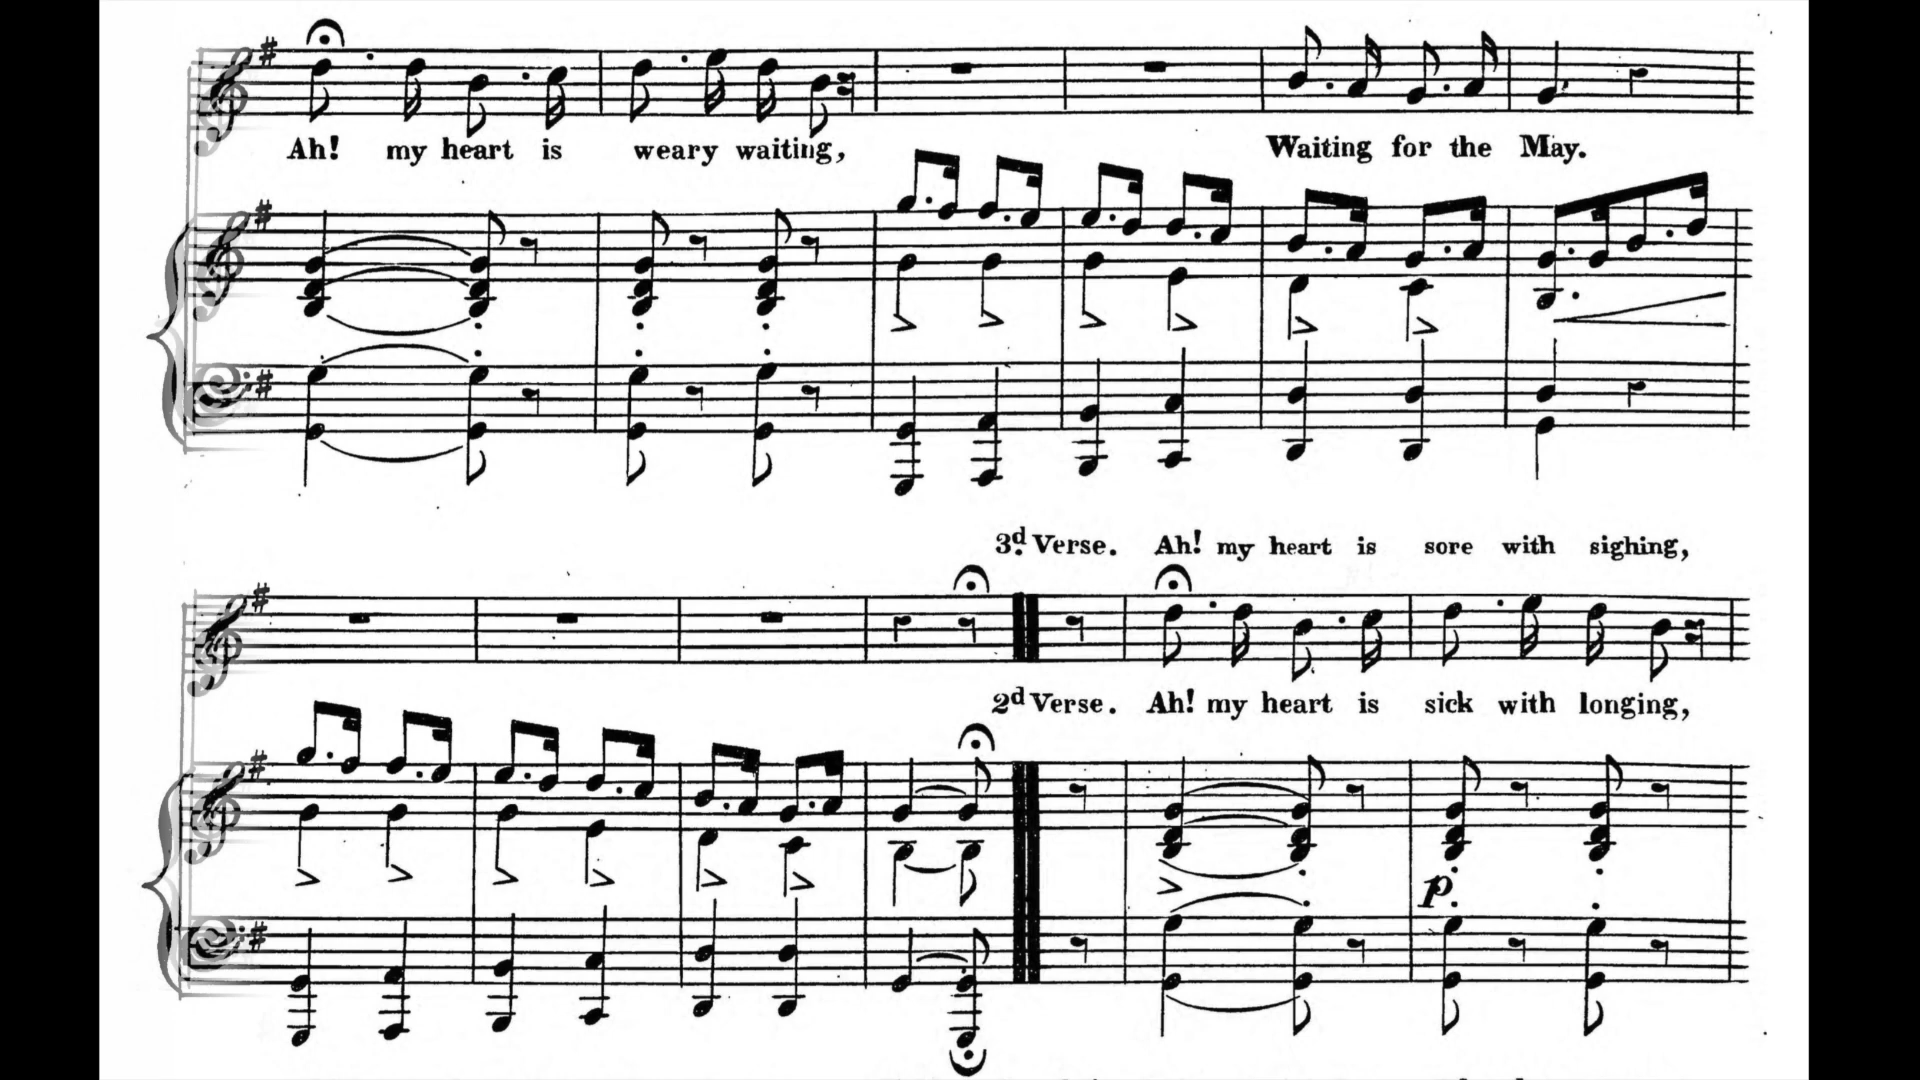 Ah! my heart is weary waiting, Waiting for the May.
3d Verse. Ah! my heart is sore with sighing,
2d Verse. Ah! my heart is sick with longing,
p